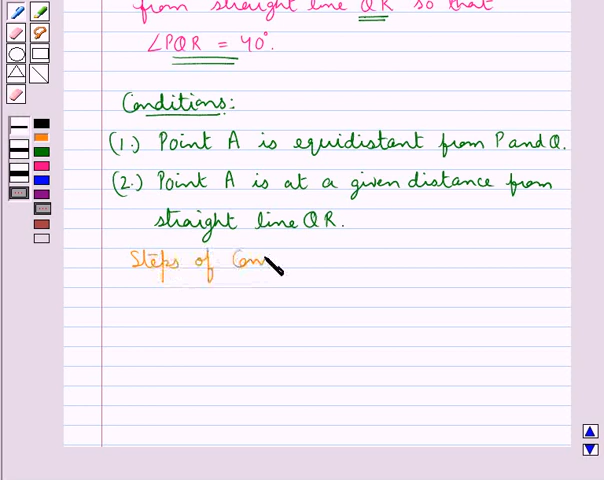 from straight line QR so that
∠PQR = 40°.
Conditions:
(1.) Point A is equidistant from P and Q.
(2.) Point A is at a given distance from
straight line QR.
Steps of Con